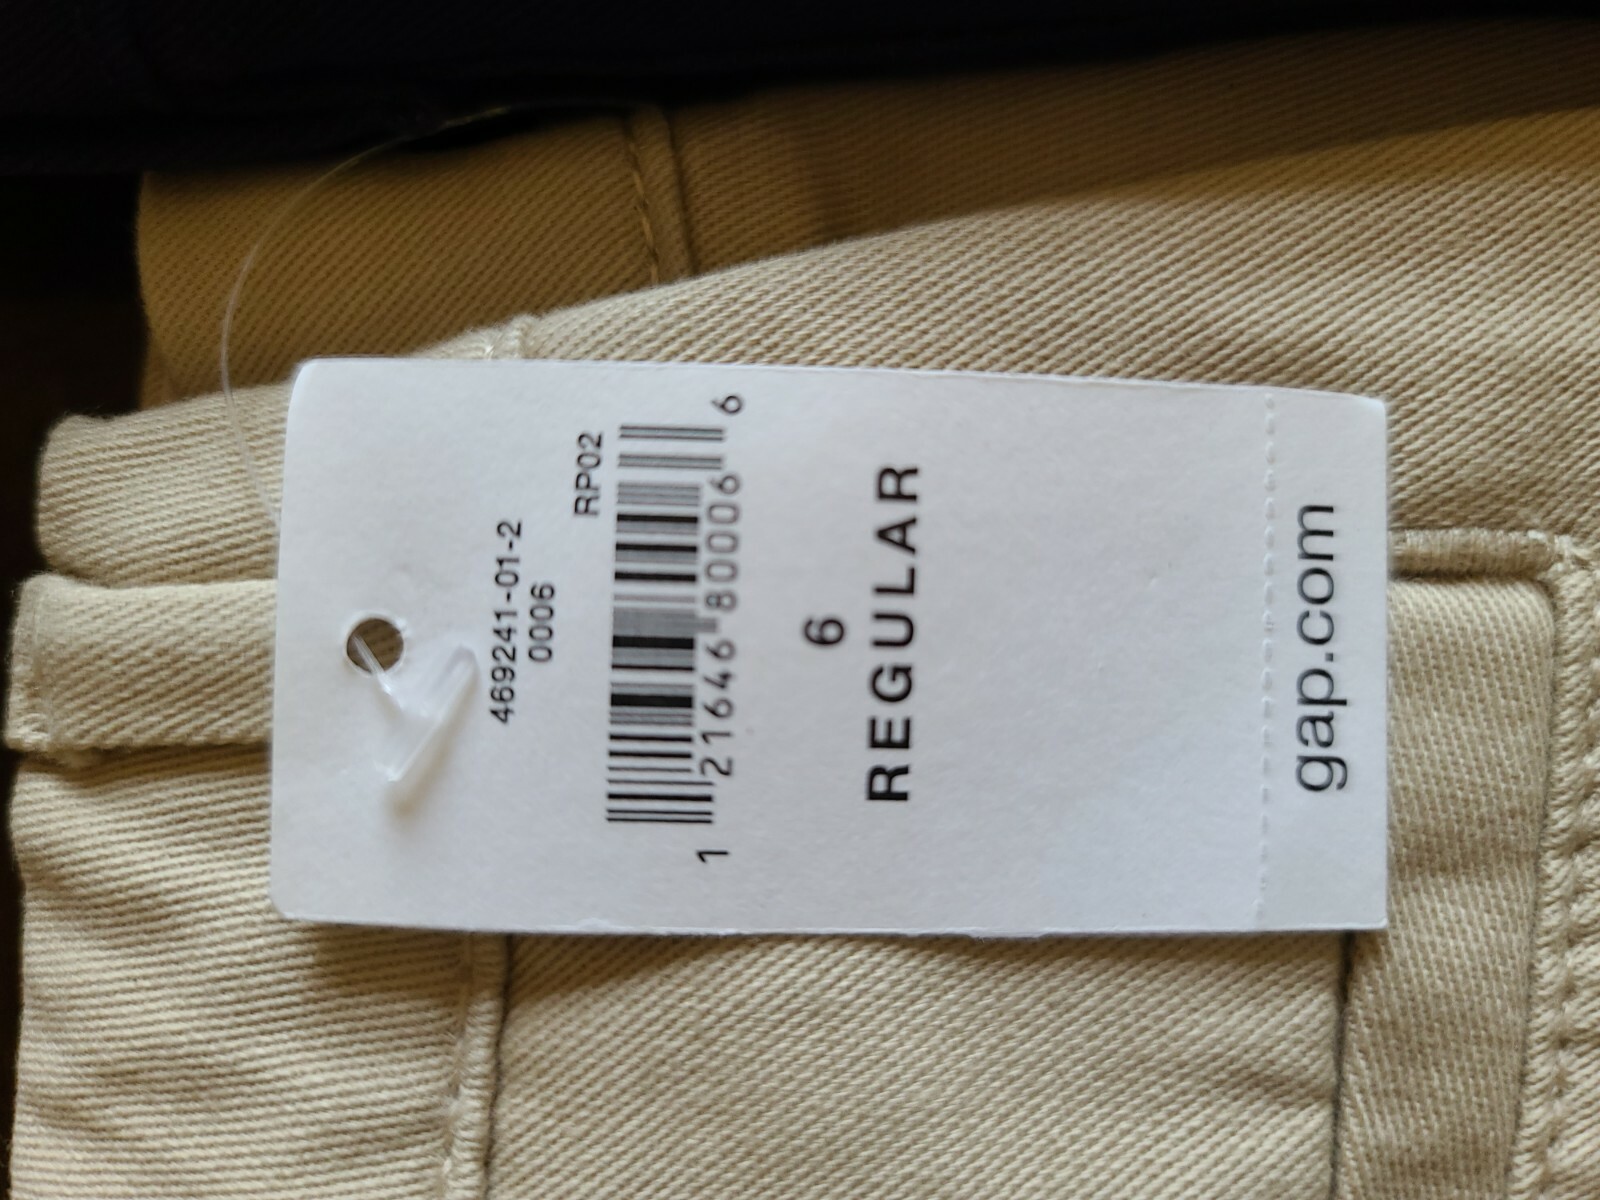 469241-01-2
0006
RP02
1 21646 80006 6
6
REGULAR
gap.com